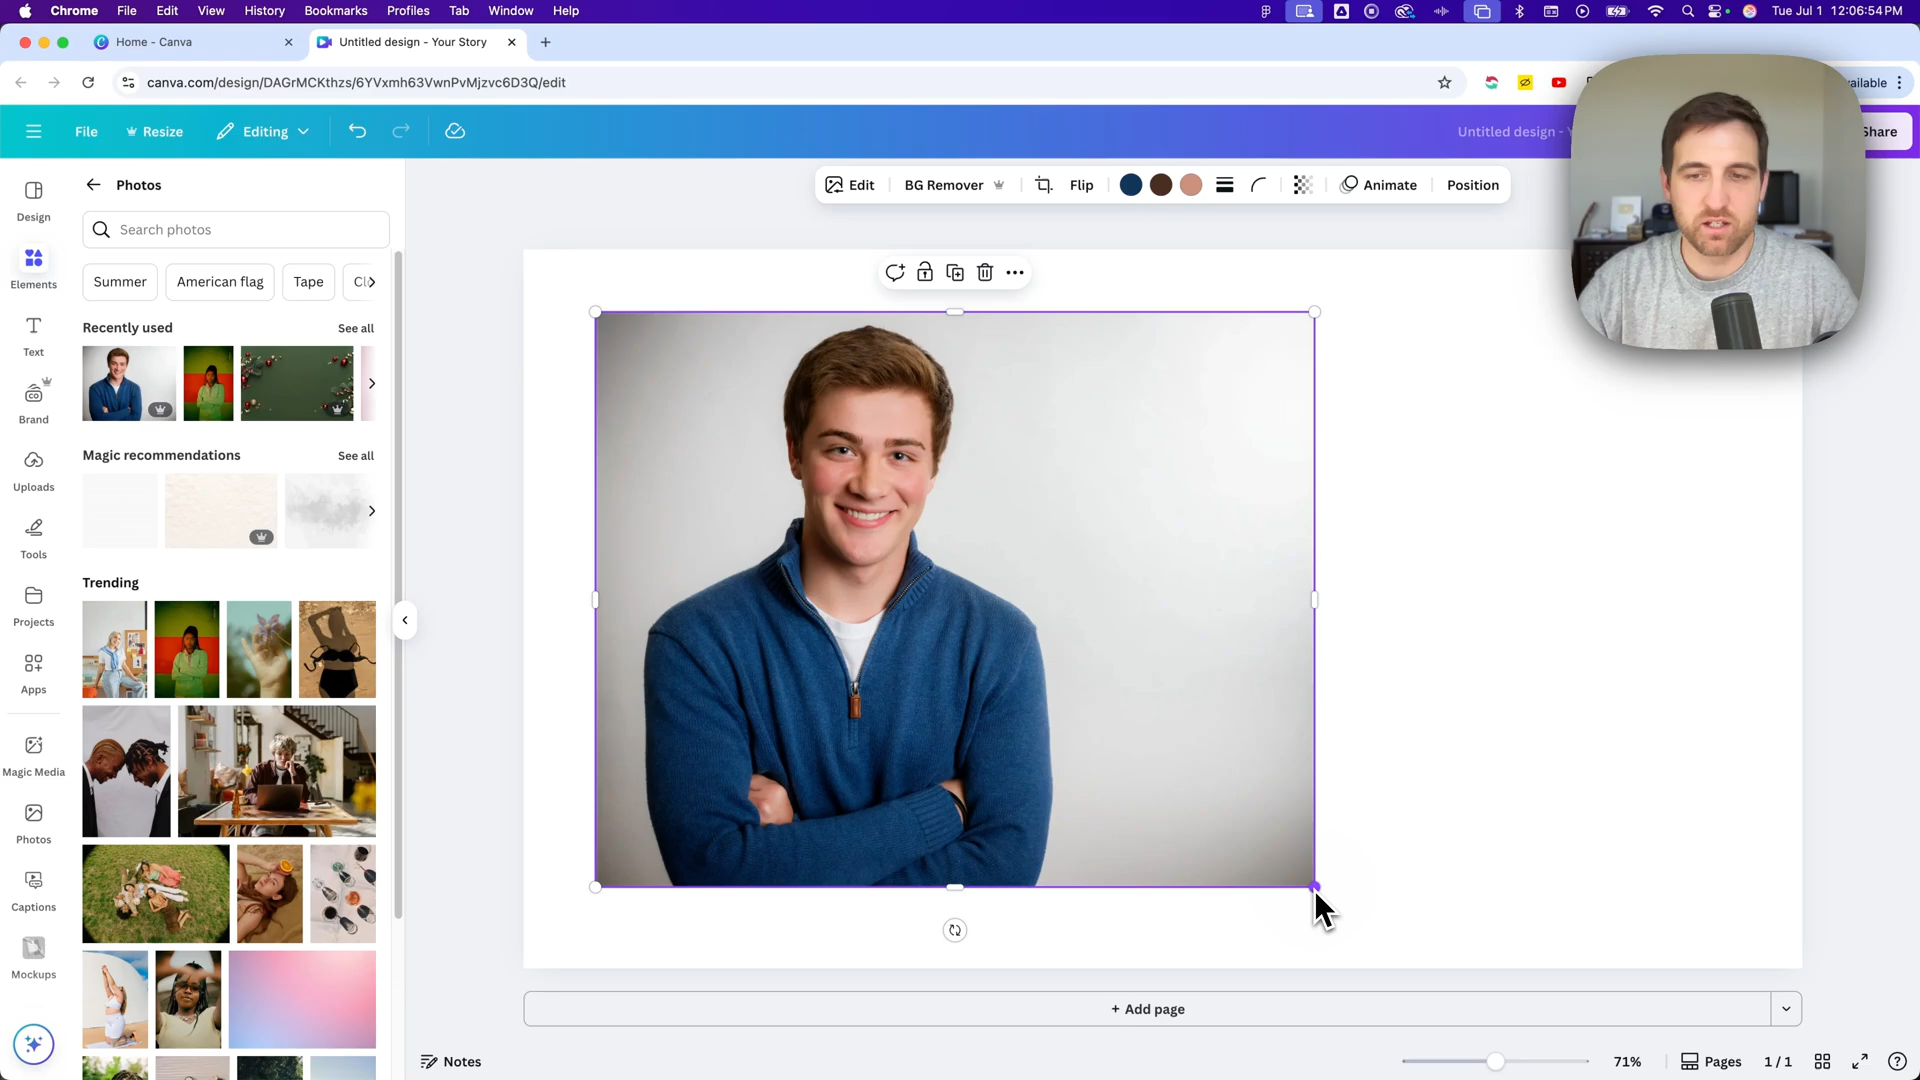 Chrome File Edit View History Bookmarks Profiles Tab Window Help
Tue Jul 1 12:06:54 PM
Home - Canva
Untitled design - Your Story
canva.com/design/DAGrMCKthzs/6YVxmh63VwnPvMjzvc6D3Q/edit
File Resize Editing
Untitled design -
Share
Photos
Edit BG Remover Flip Animate Position
Design
Search photos
Elements
Summer American flag Tape
Text
Recently used See all
Brand
Magic recommendations See all
Uploads
Tools
Trending
Projects
Apps
Magic Media
Photos
Captions
Mockups
+ Add page
Notes
71% Pages 1 / 1